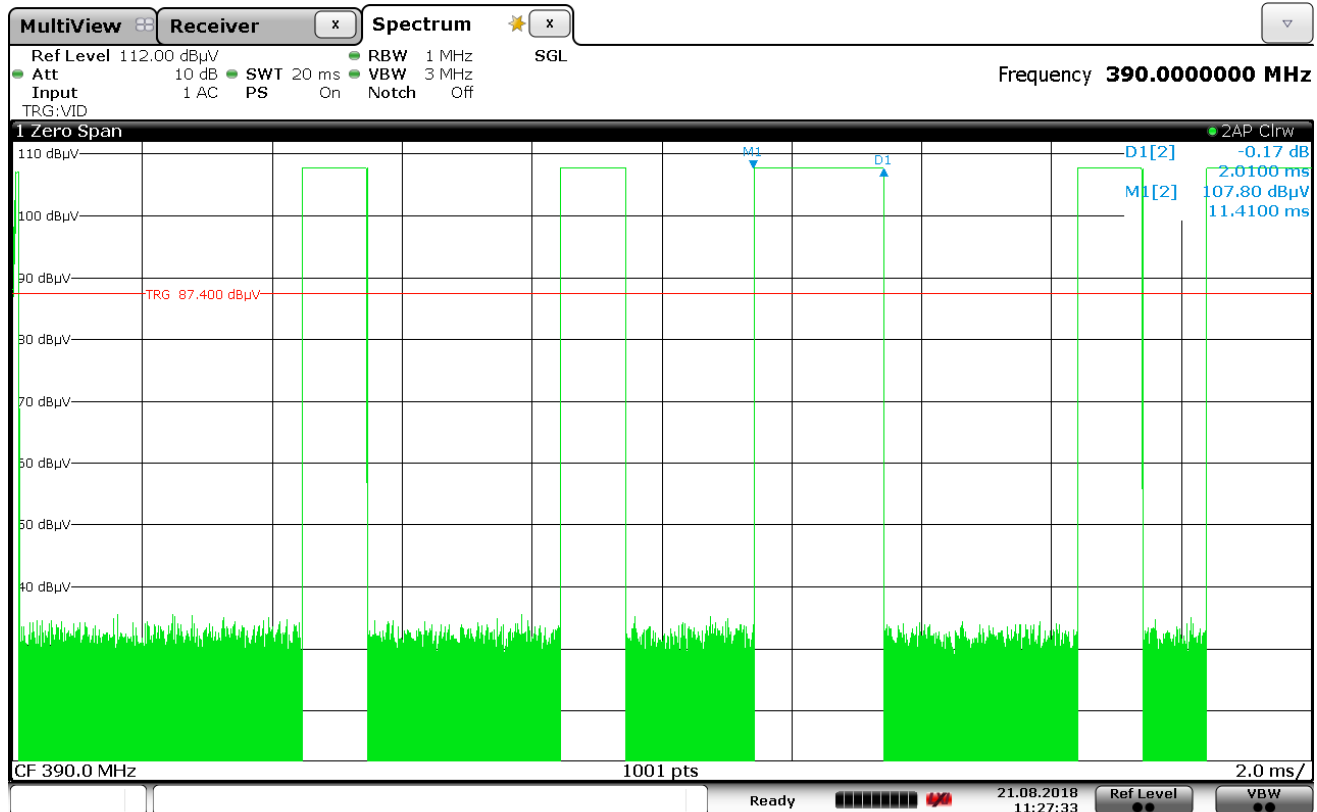 MultiView Receiver x Spectrum x
Ref Level 112.00 dBµV RBW 1 MHz SGL
Att 10 dB SWT 20 ms VBW 3 MHz Frequency 390.0000000 MHz
Input 1 AC PS On Notch Off
TRG:VID
1 Zero Span 2AP Clrw
110 dBµV M1 D1 D1[2] -0.17 dB
2.0100 ms
M1[2] 107.80 dBµV
100 dBµV 11.4100 ms
90 dBµV
TRG 87.400 dBµV
80 dBµV
70 dBµV
60 dBµV
50 dBµV
40 dBµV
CF 390.0 MHz 1001 pts 2.0 ms/
Ready 21.08.2018 Ref Level VBW
11:27:33